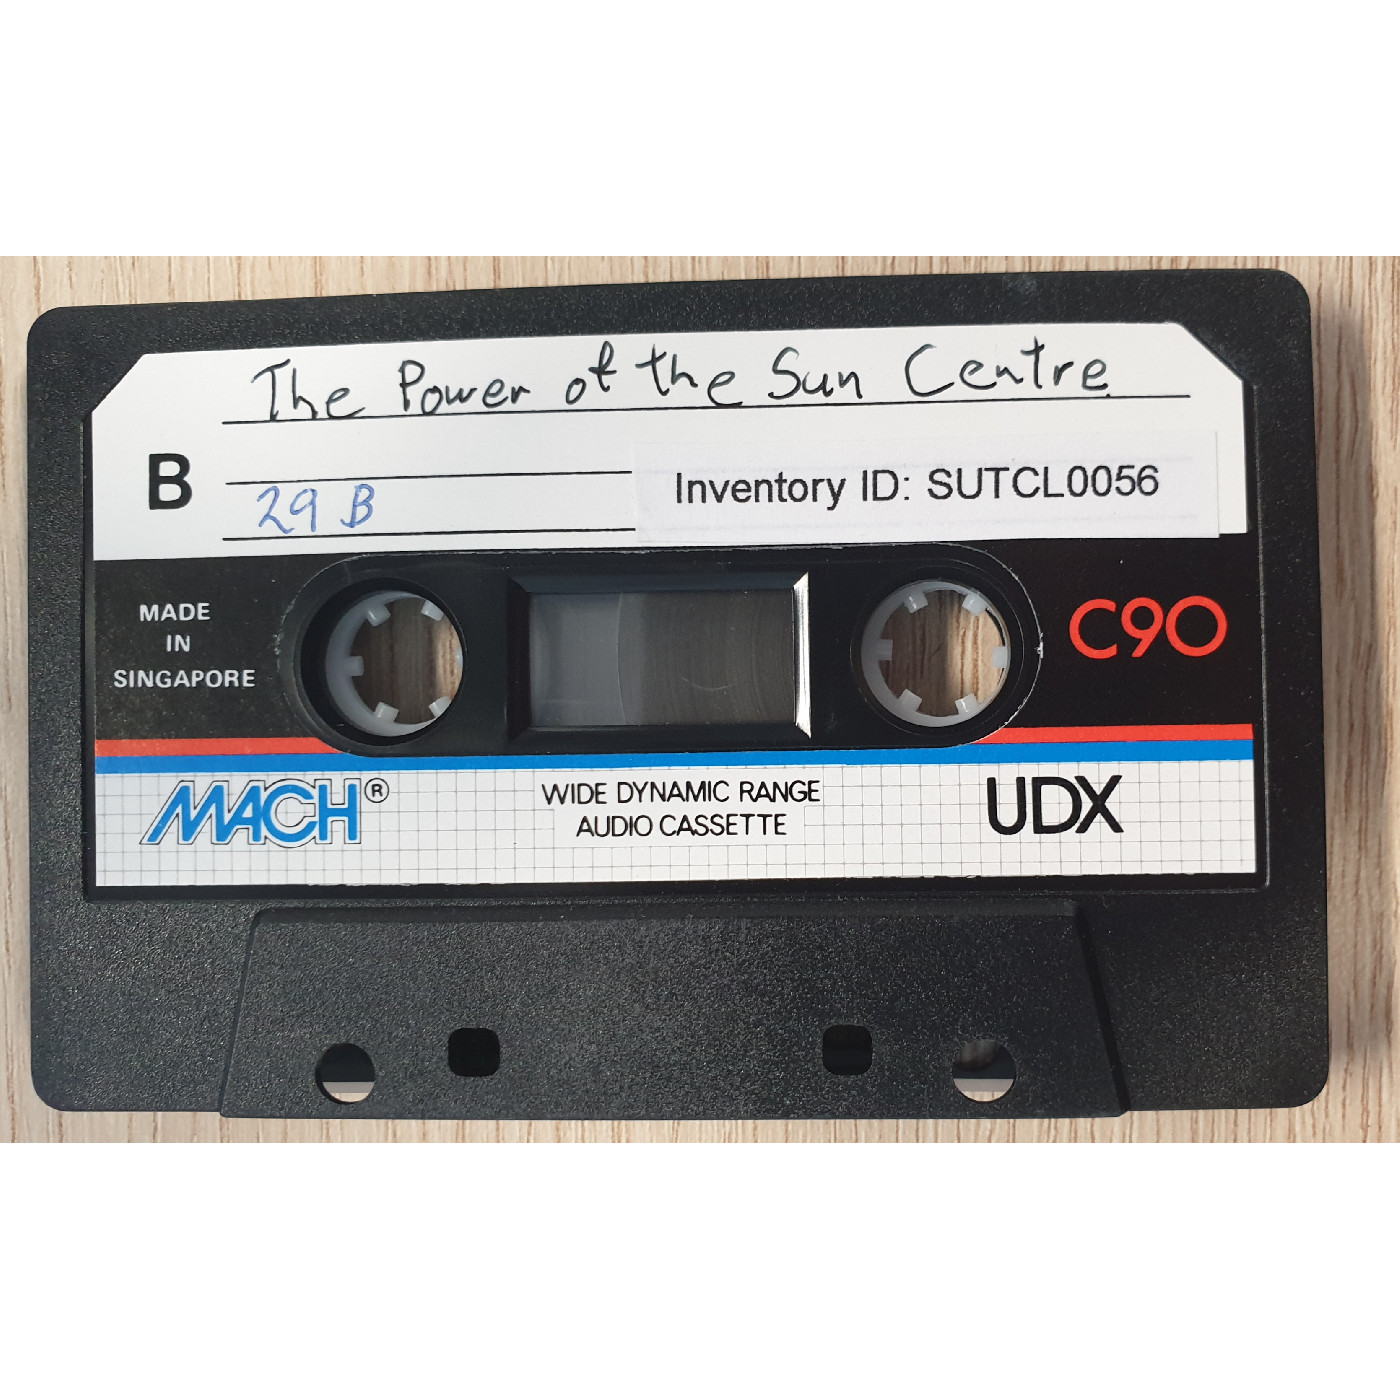 The Power of the Sun Centre
B
29 B
Inventory ID: SUTCL0056
MADE
IN
SINGAPORE
C90
MACH®
WIDE DYNAMIC RANGE
AUDIO CASSETTE
UDX